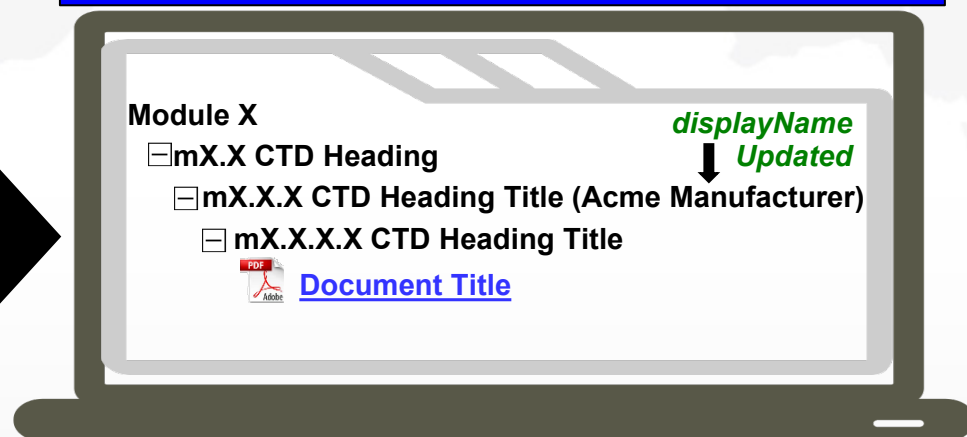 Module X
displayName
Updated
mX.X CTD Heading
mX.X.X CTD Heading Title (Acme Manufacturer)
mX.X.X.X CTD Heading Title
PDF
Adobe
Document Title